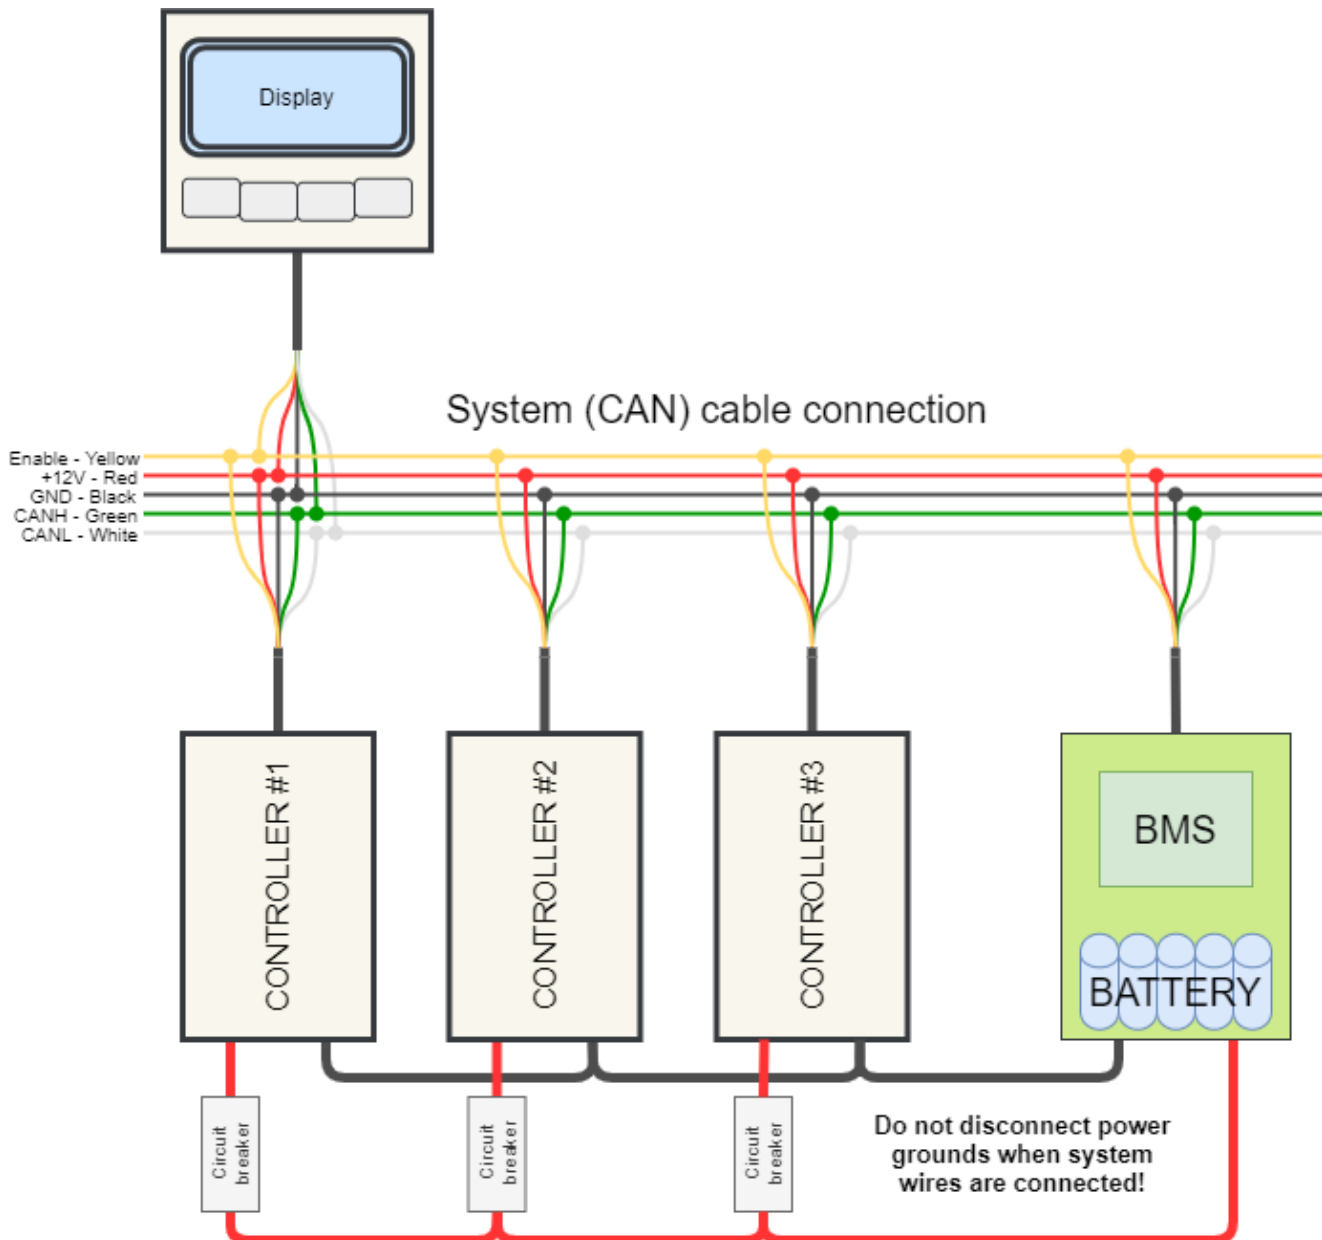 Display
System (CAN) cable connection
Enable - Yellow
+12V - Red
GND - Black
CANH - Green
CANL - White
CONTROLLER #1
CONTROLLER #2
CONTROLLER #3
BMS
BATTERY
Circuit
breaker
Circuit
breaker
Circuit
breaker
Do not disconnect power
grounds when system
wires are connected!